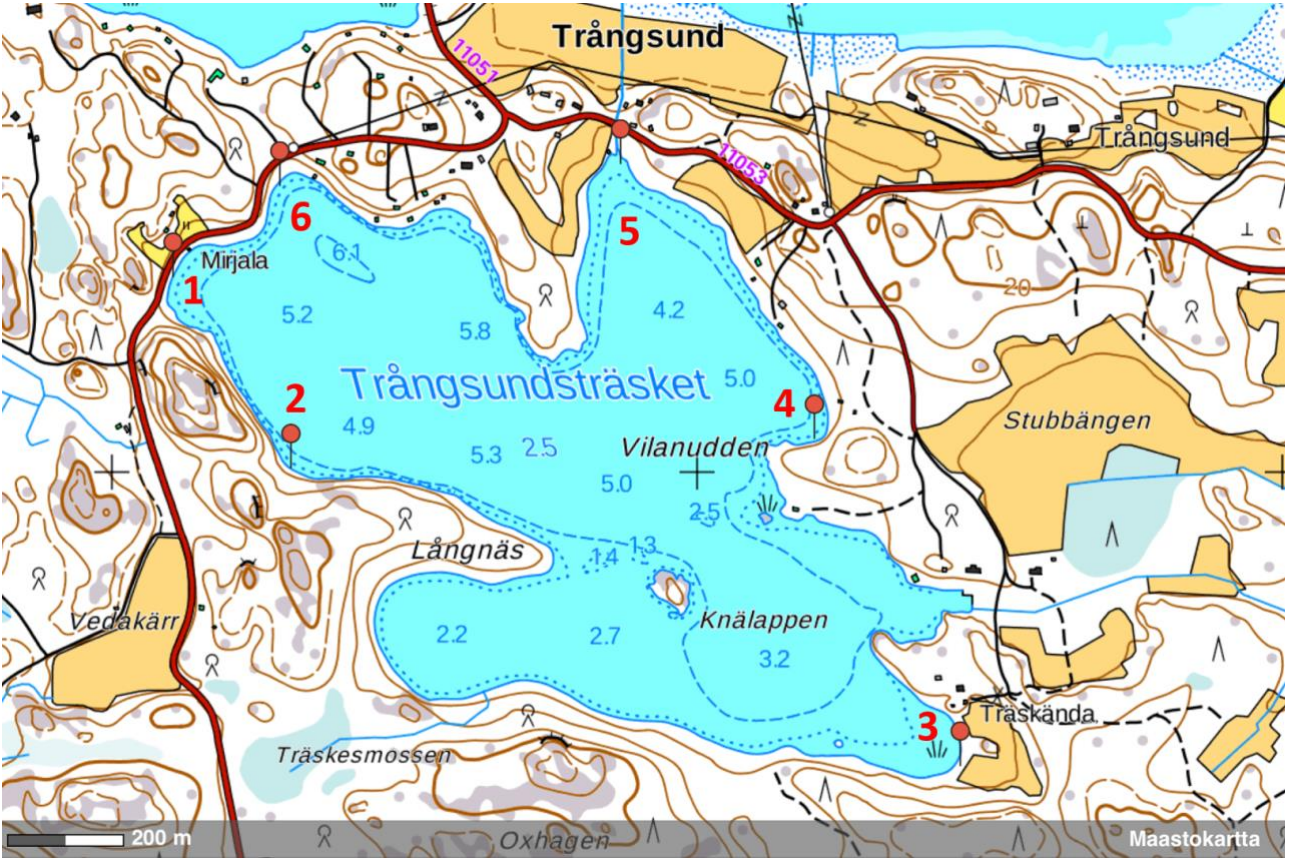 Trångsund
11051
Trångsund
11053
6
5
Mirjala
6.1
1
20
5.2
4.2
5.8
Trångsundsträsket
5.0
2
4
4.9
Stubbängen
Vilanudden
5.3
2.5
5.0
2.5
Långnäs
1.4
1.3
Vedakärr
Knälappen
2.2
2.7
3.2
Träskända
3
Träskesmossen
200 m
Oxhagen
Maastokartta